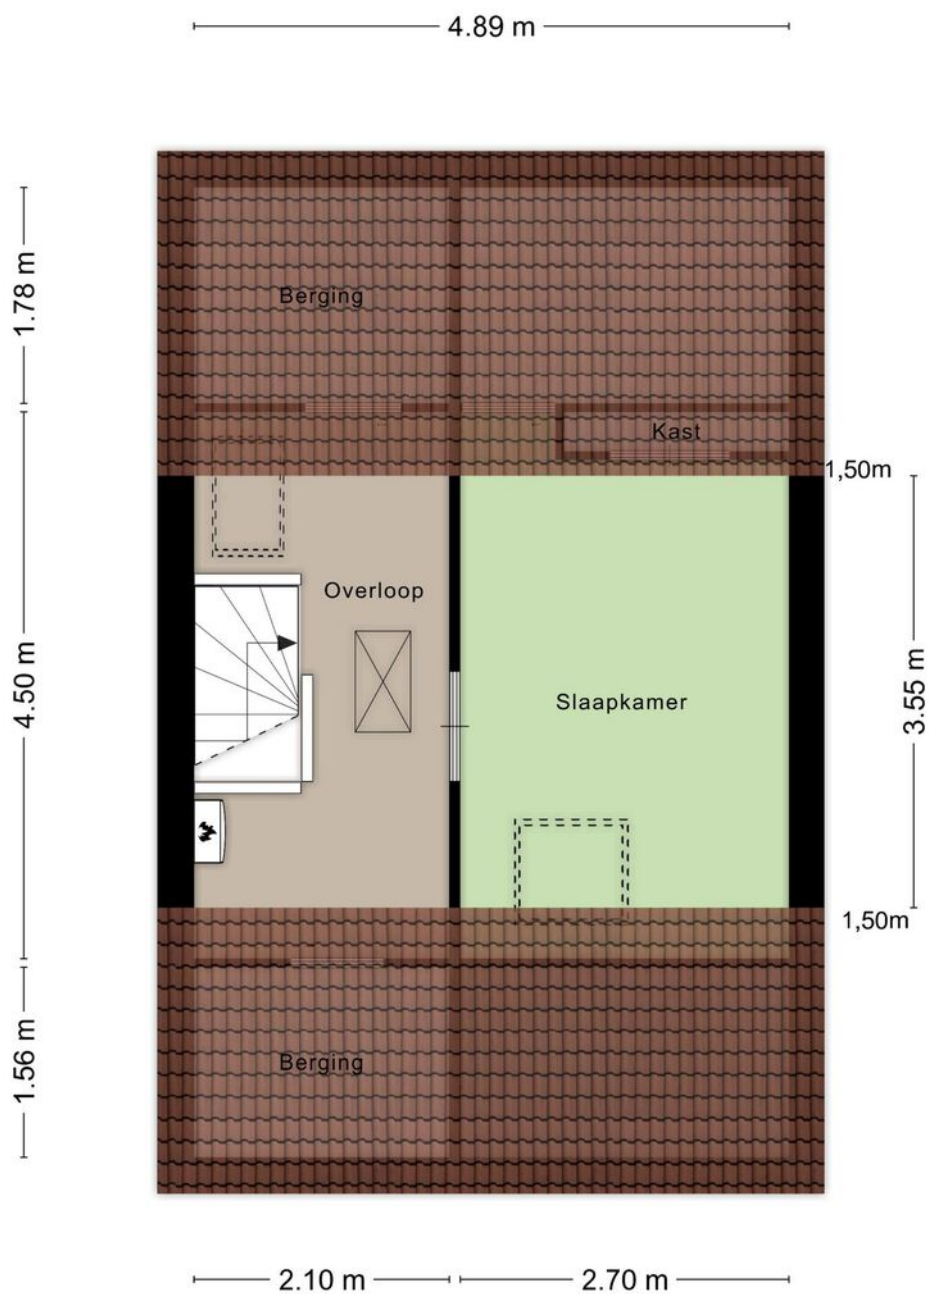 4.89 m
1.78 m
Berging
Kast
1,50m
Overloop
4.50 m
3.55 m
Slaapkamer
1,50m
1.56 m
Berging
2.10 m
2.70 m